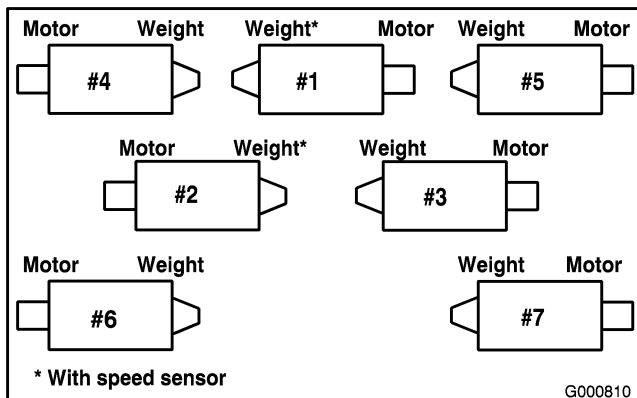 Motor Weight Weight* Motor Weight Motor
#4 #1 #5
Motor Weight* Weight Motor
#2 #3
Motor Weight Weight Motor
#6 #7
* With speed sensor
G000810